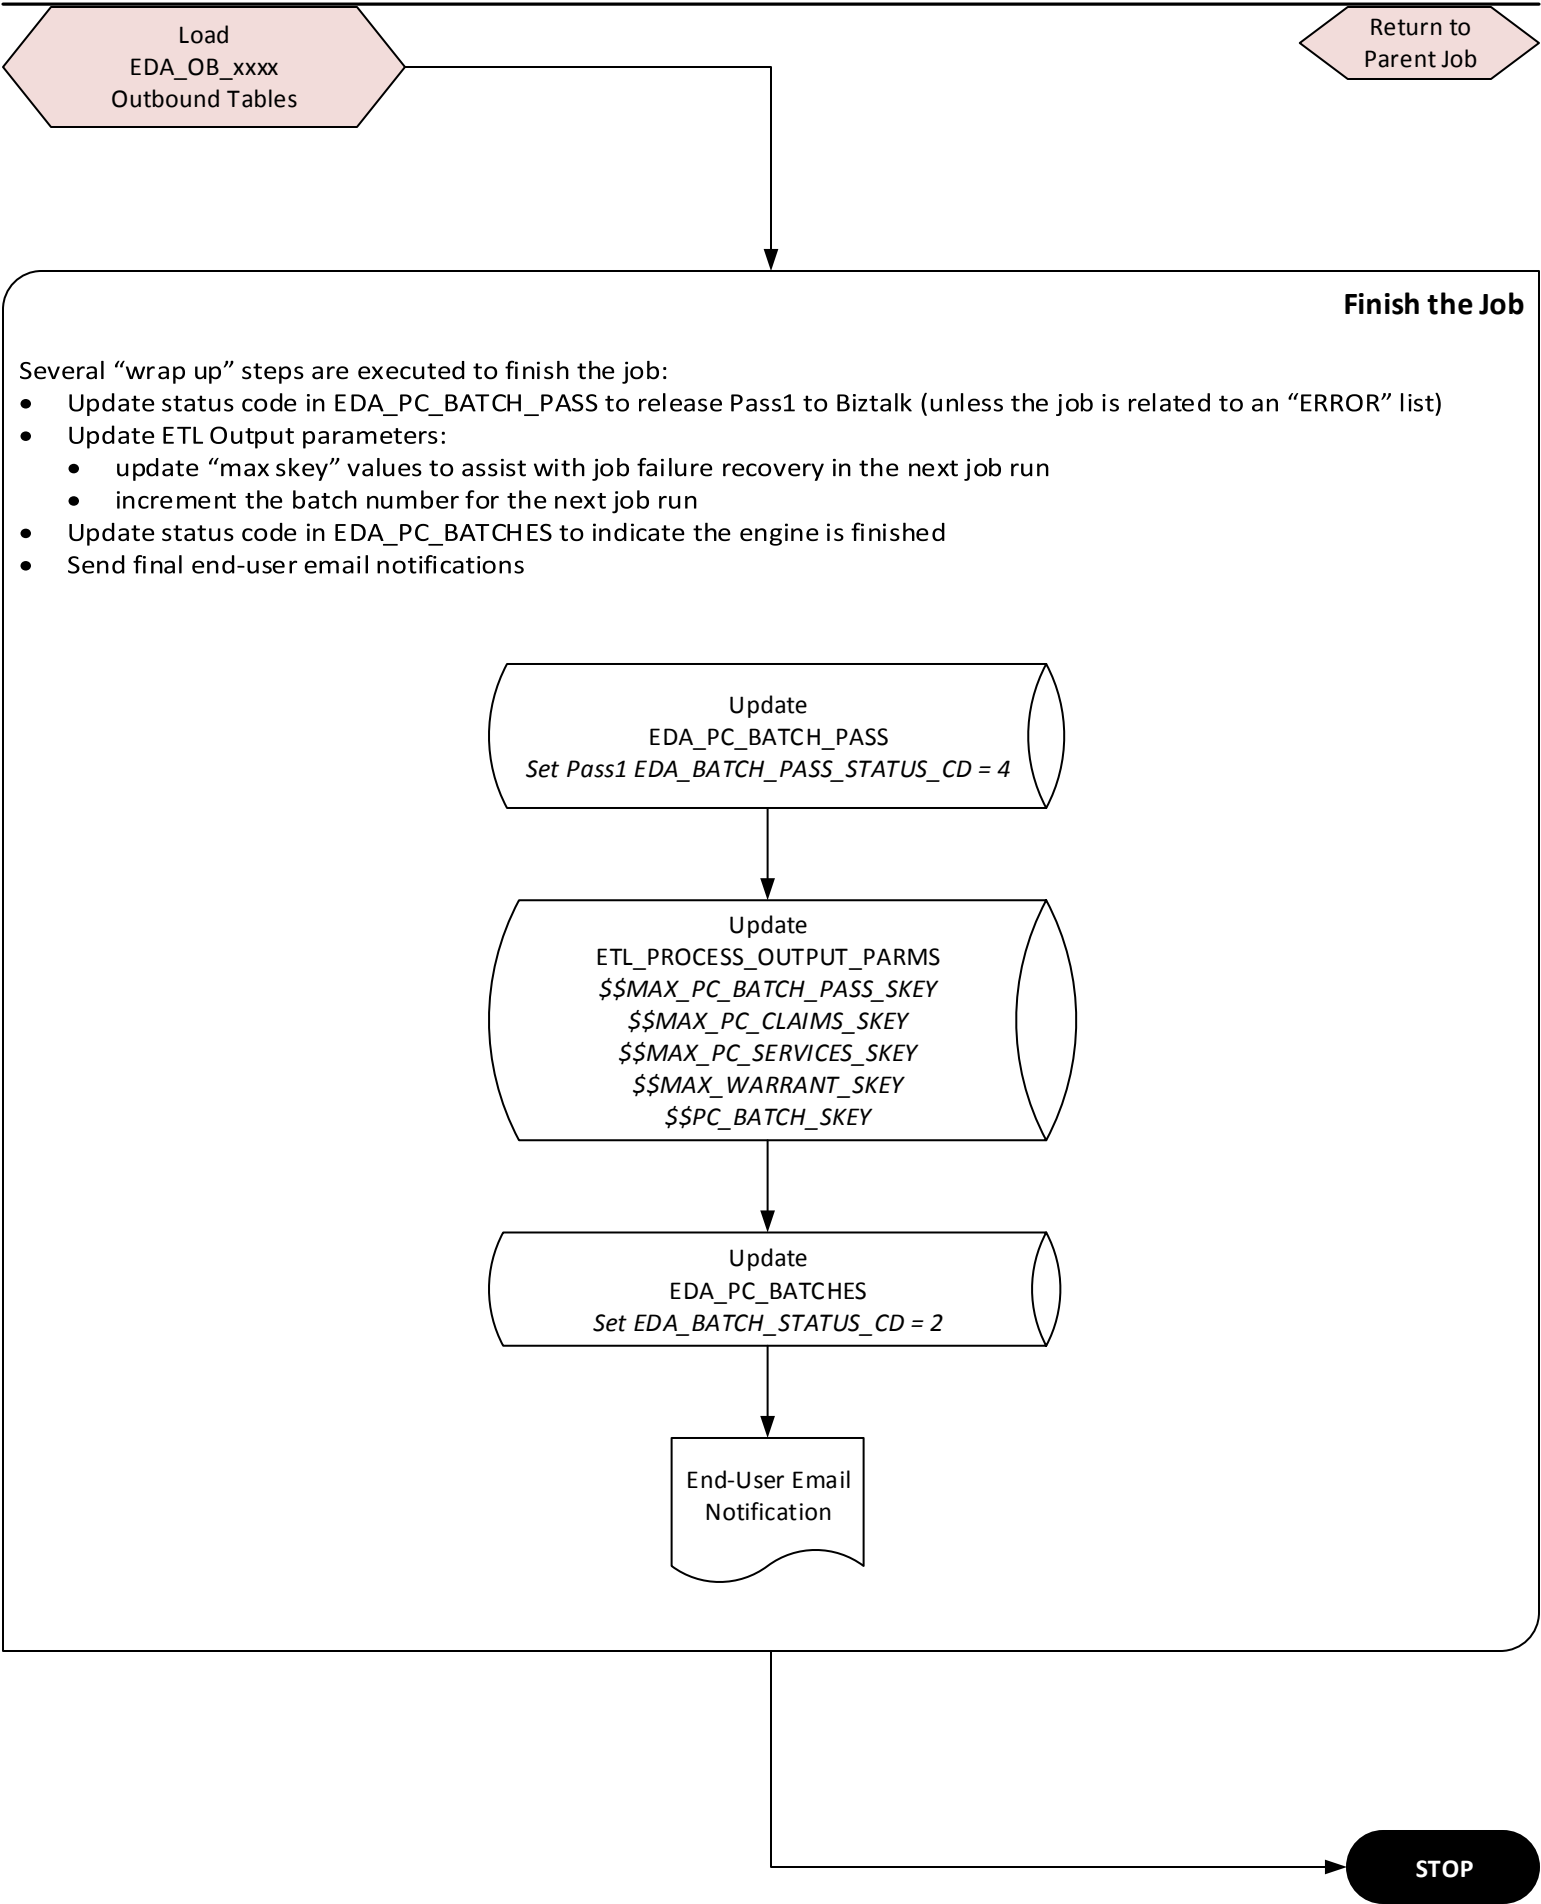 Load
EDA_OB_xxxx
Outbound Tables
Return to
Parent Job
Finish the Job
Several “wrap up” steps are executed to finish the job:
• Update status code in EDA_PC_BATCH_PASS to release Pass1 to Biztalk (unless the job is related to an “ERROR” list)
• Update ETL Output parameters:
• update “max skey” values to assist with job failure recovery in the next job run
• increment the batch number for the next job run
• Update status code in EDA_PC_BATCHES to indicate the engine is finished
• Send final end-user email notifications
Update
EDA_PC_BATCH_PASS
Set Pass1 EDA_BATCH_PASS_STATUS_CD = 4
Update
ETL_PROCESS_OUTPUT_PARMS
$$MAX_PC_BATCH_PASS_SKEY
$$MAX_PC_CLAIMS_SKEY
$$MAX_PC_SERVICES_SKEY
$$MAX_WARRANT_SKEY
$$PC_BATCH_SKEY
Update
EDA_PC_BATCHES
Set EDA_BATCH_STATUS_CD = 2
End-User Email
Notification
STOP